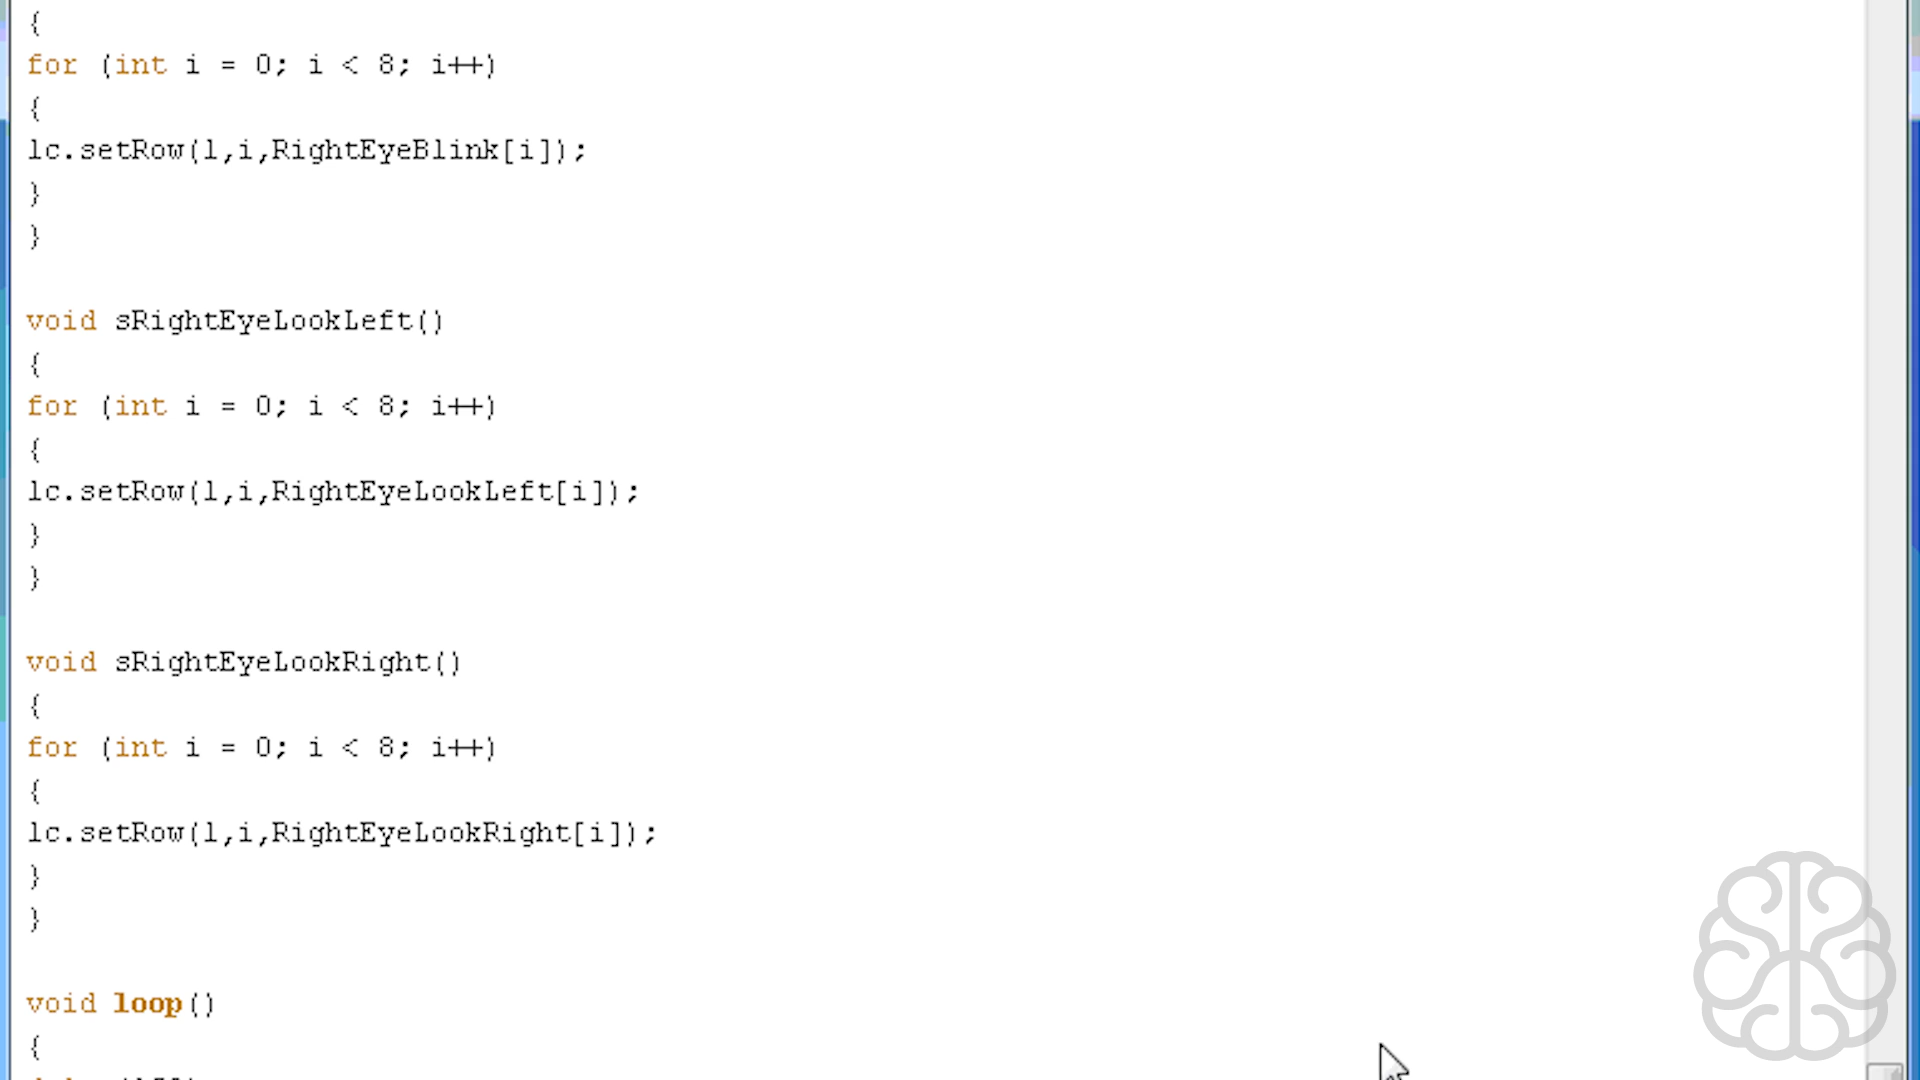 {
for (int i = 0; i < 8; i++)
{
lc.setRow(1,i,RightEyeBlink[i]);
}
}
void sRightEyeLookLeft()
{
for (int i = 0; i < 8; i++)
{
lc.setRow(1,i,RightEyeLookLeft[i]);
}
}
void sRightEyeLookRight()
{
for (int i = 0; i < 8; i++)
{
lc.setRow(1,i,RightEyeLookRight[i]);
}
}
void loop()
{